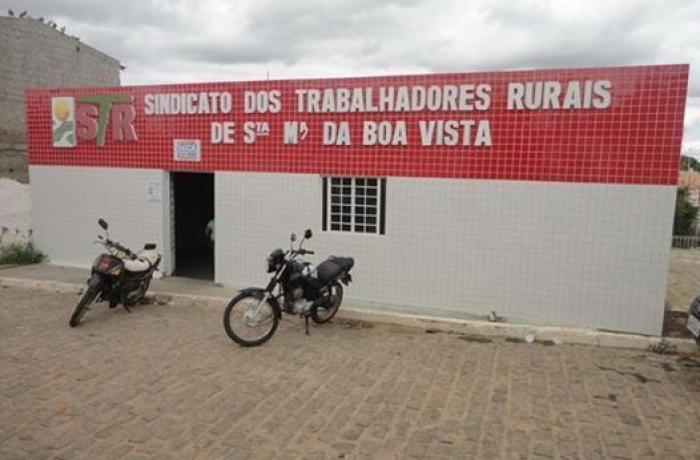 STR SINDICATO DOS TRABALHADORES RURAIS
DE Sᵀᴬ Mª DA BOA VISTA